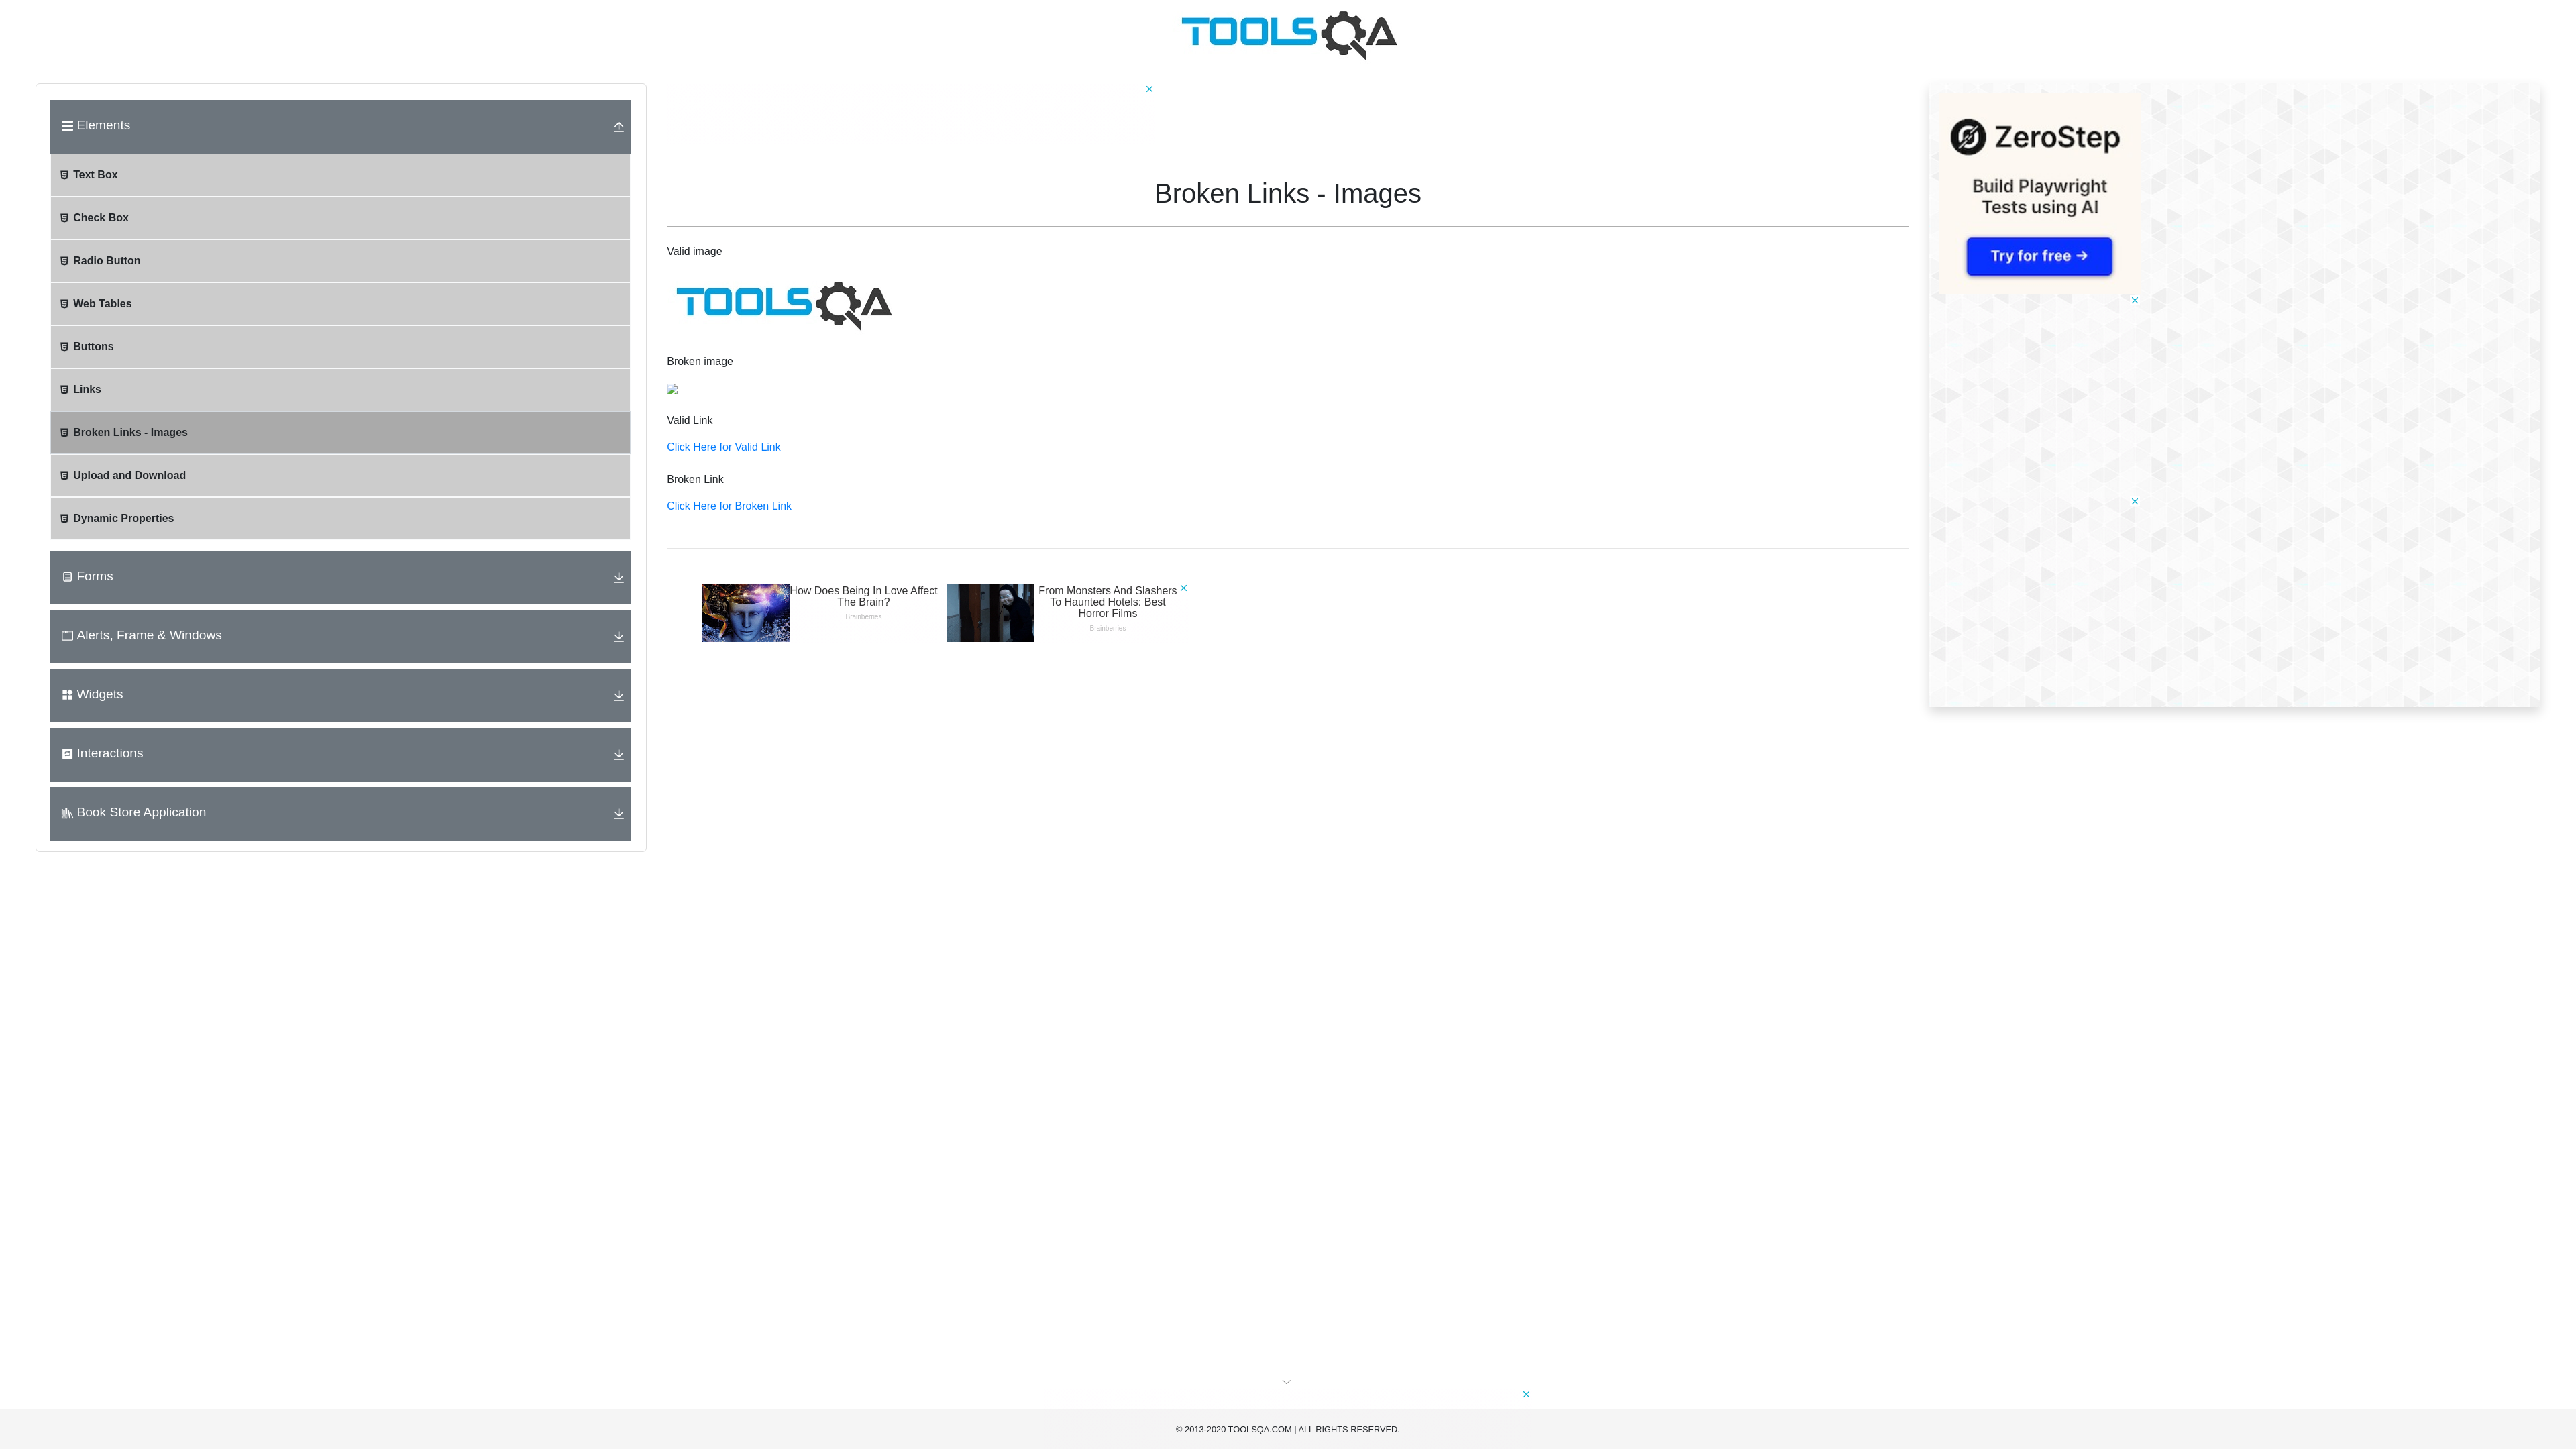 TOOLSQA
Elements
Text Box
Check Box
Radio Button
Web Tables
Buttons
Links
Broken Links - Images
Upload and Download
Dynamic Properties
Forms
Alerts, Frame & Windows
Widgets
Interactions
Book Store Application
Broken Links - Images
Valid image
TOOLSQA
Broken image
Valid Link
Click Here for Valid Link
Broken Link
Click Here for Broken Link
How Does Being In Love Affect
The Brain?
Brainberries
From Monsters And Slashers
To Haunted Hotels: Best
Horror Films
Brainberries
ZeroStep
Build Playwright
Tests using AI
Try for free →
© 2013-2020 TOOLSQA.COM | ALL RIGHTS RESERVED.